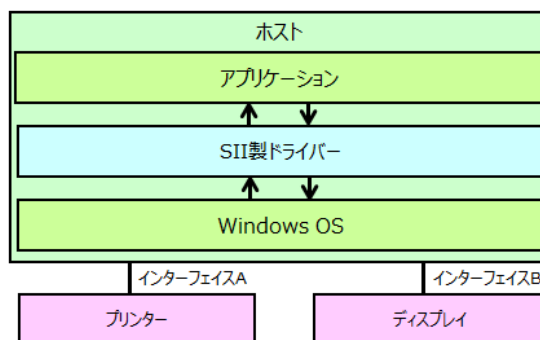 ホスト
アプリケーション
SII製ドライバー
Windows OS
インターフェイスA
インターフェイスB
プリンター
ディスプレイ